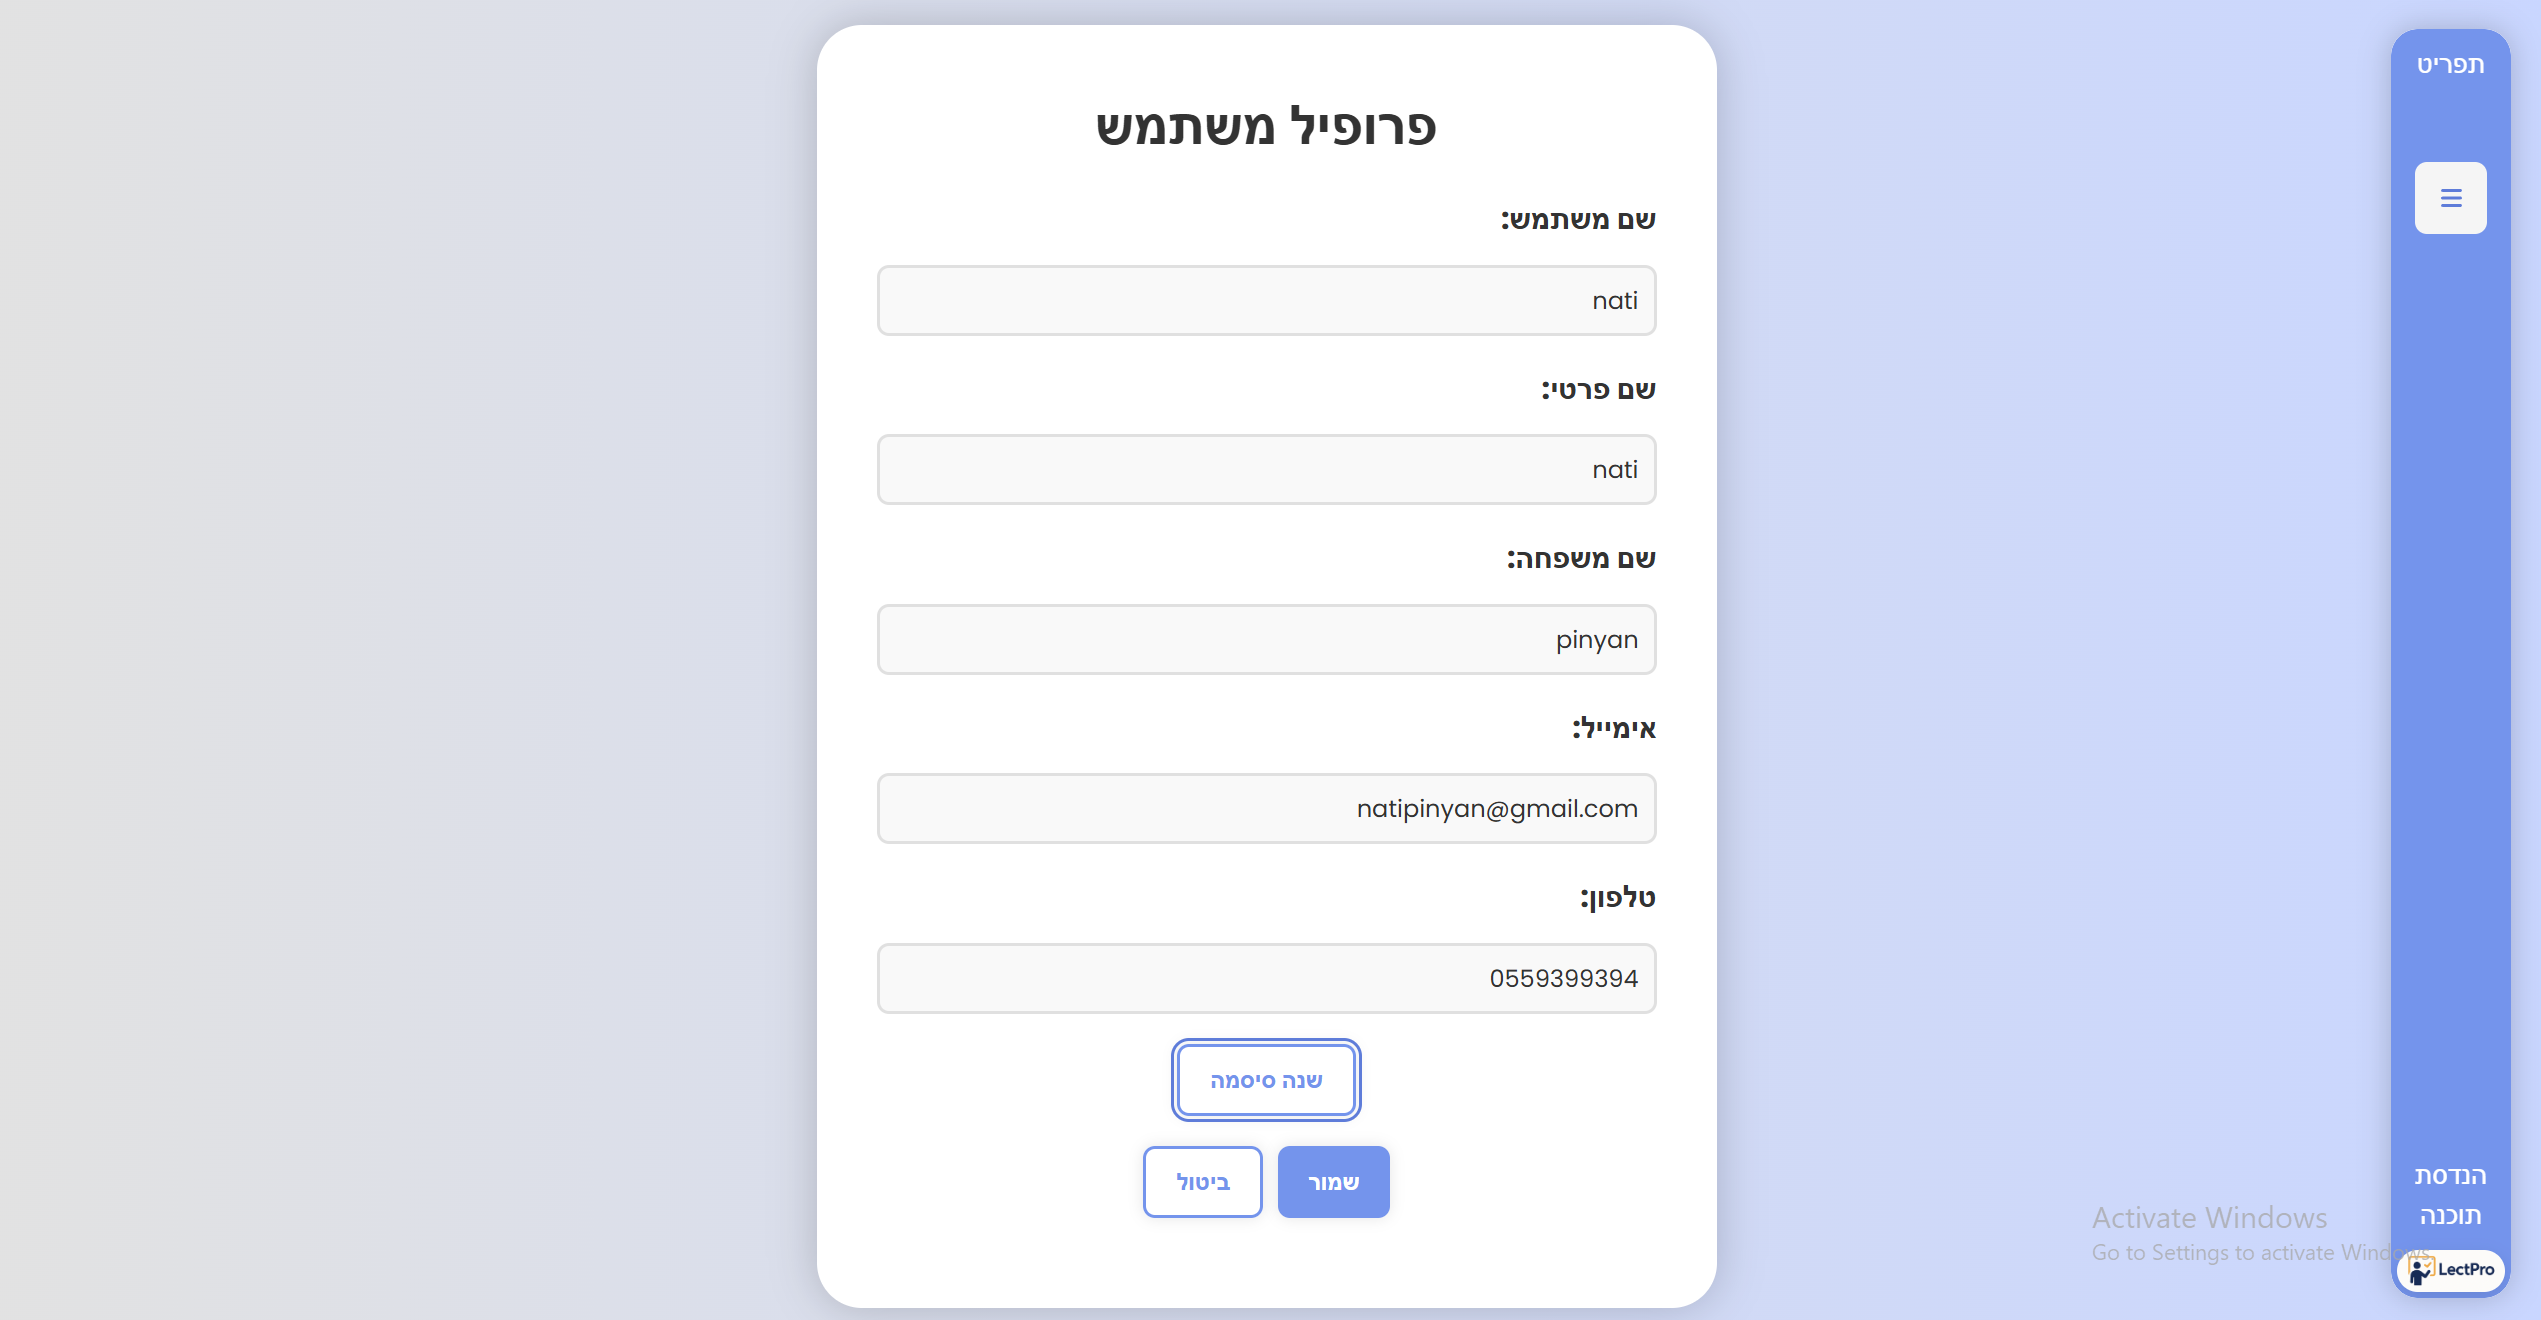 תפריט
פרופיל משתמש
שם משתמש:
nati
שם פרטי:
nati
שם משפחה:
pinyan
אימייל:
natipinyan@gmail.com
טלפון:
0559399394
שנה סיסמה
שמור
ביטול
הנדסת
תוכנה
LectPro
Activate Windows
Go to Settings to activate Windows.